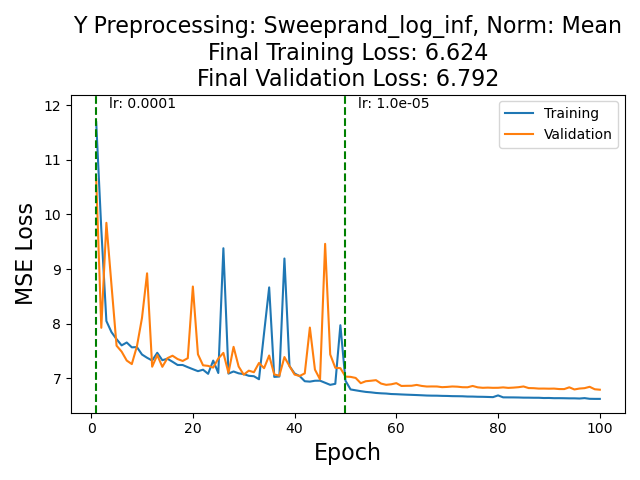 Y Preprocessing: Sweeprand_log_inf, Norm: Mean
Final Training Loss: 6.624
Final Validation Loss: 6.792
lr: 0.0001
lr: 1.0e-05
Training
Validation
12
11
10
9
8
7
MSE Loss
0
20
40
60
80
100
Epoch